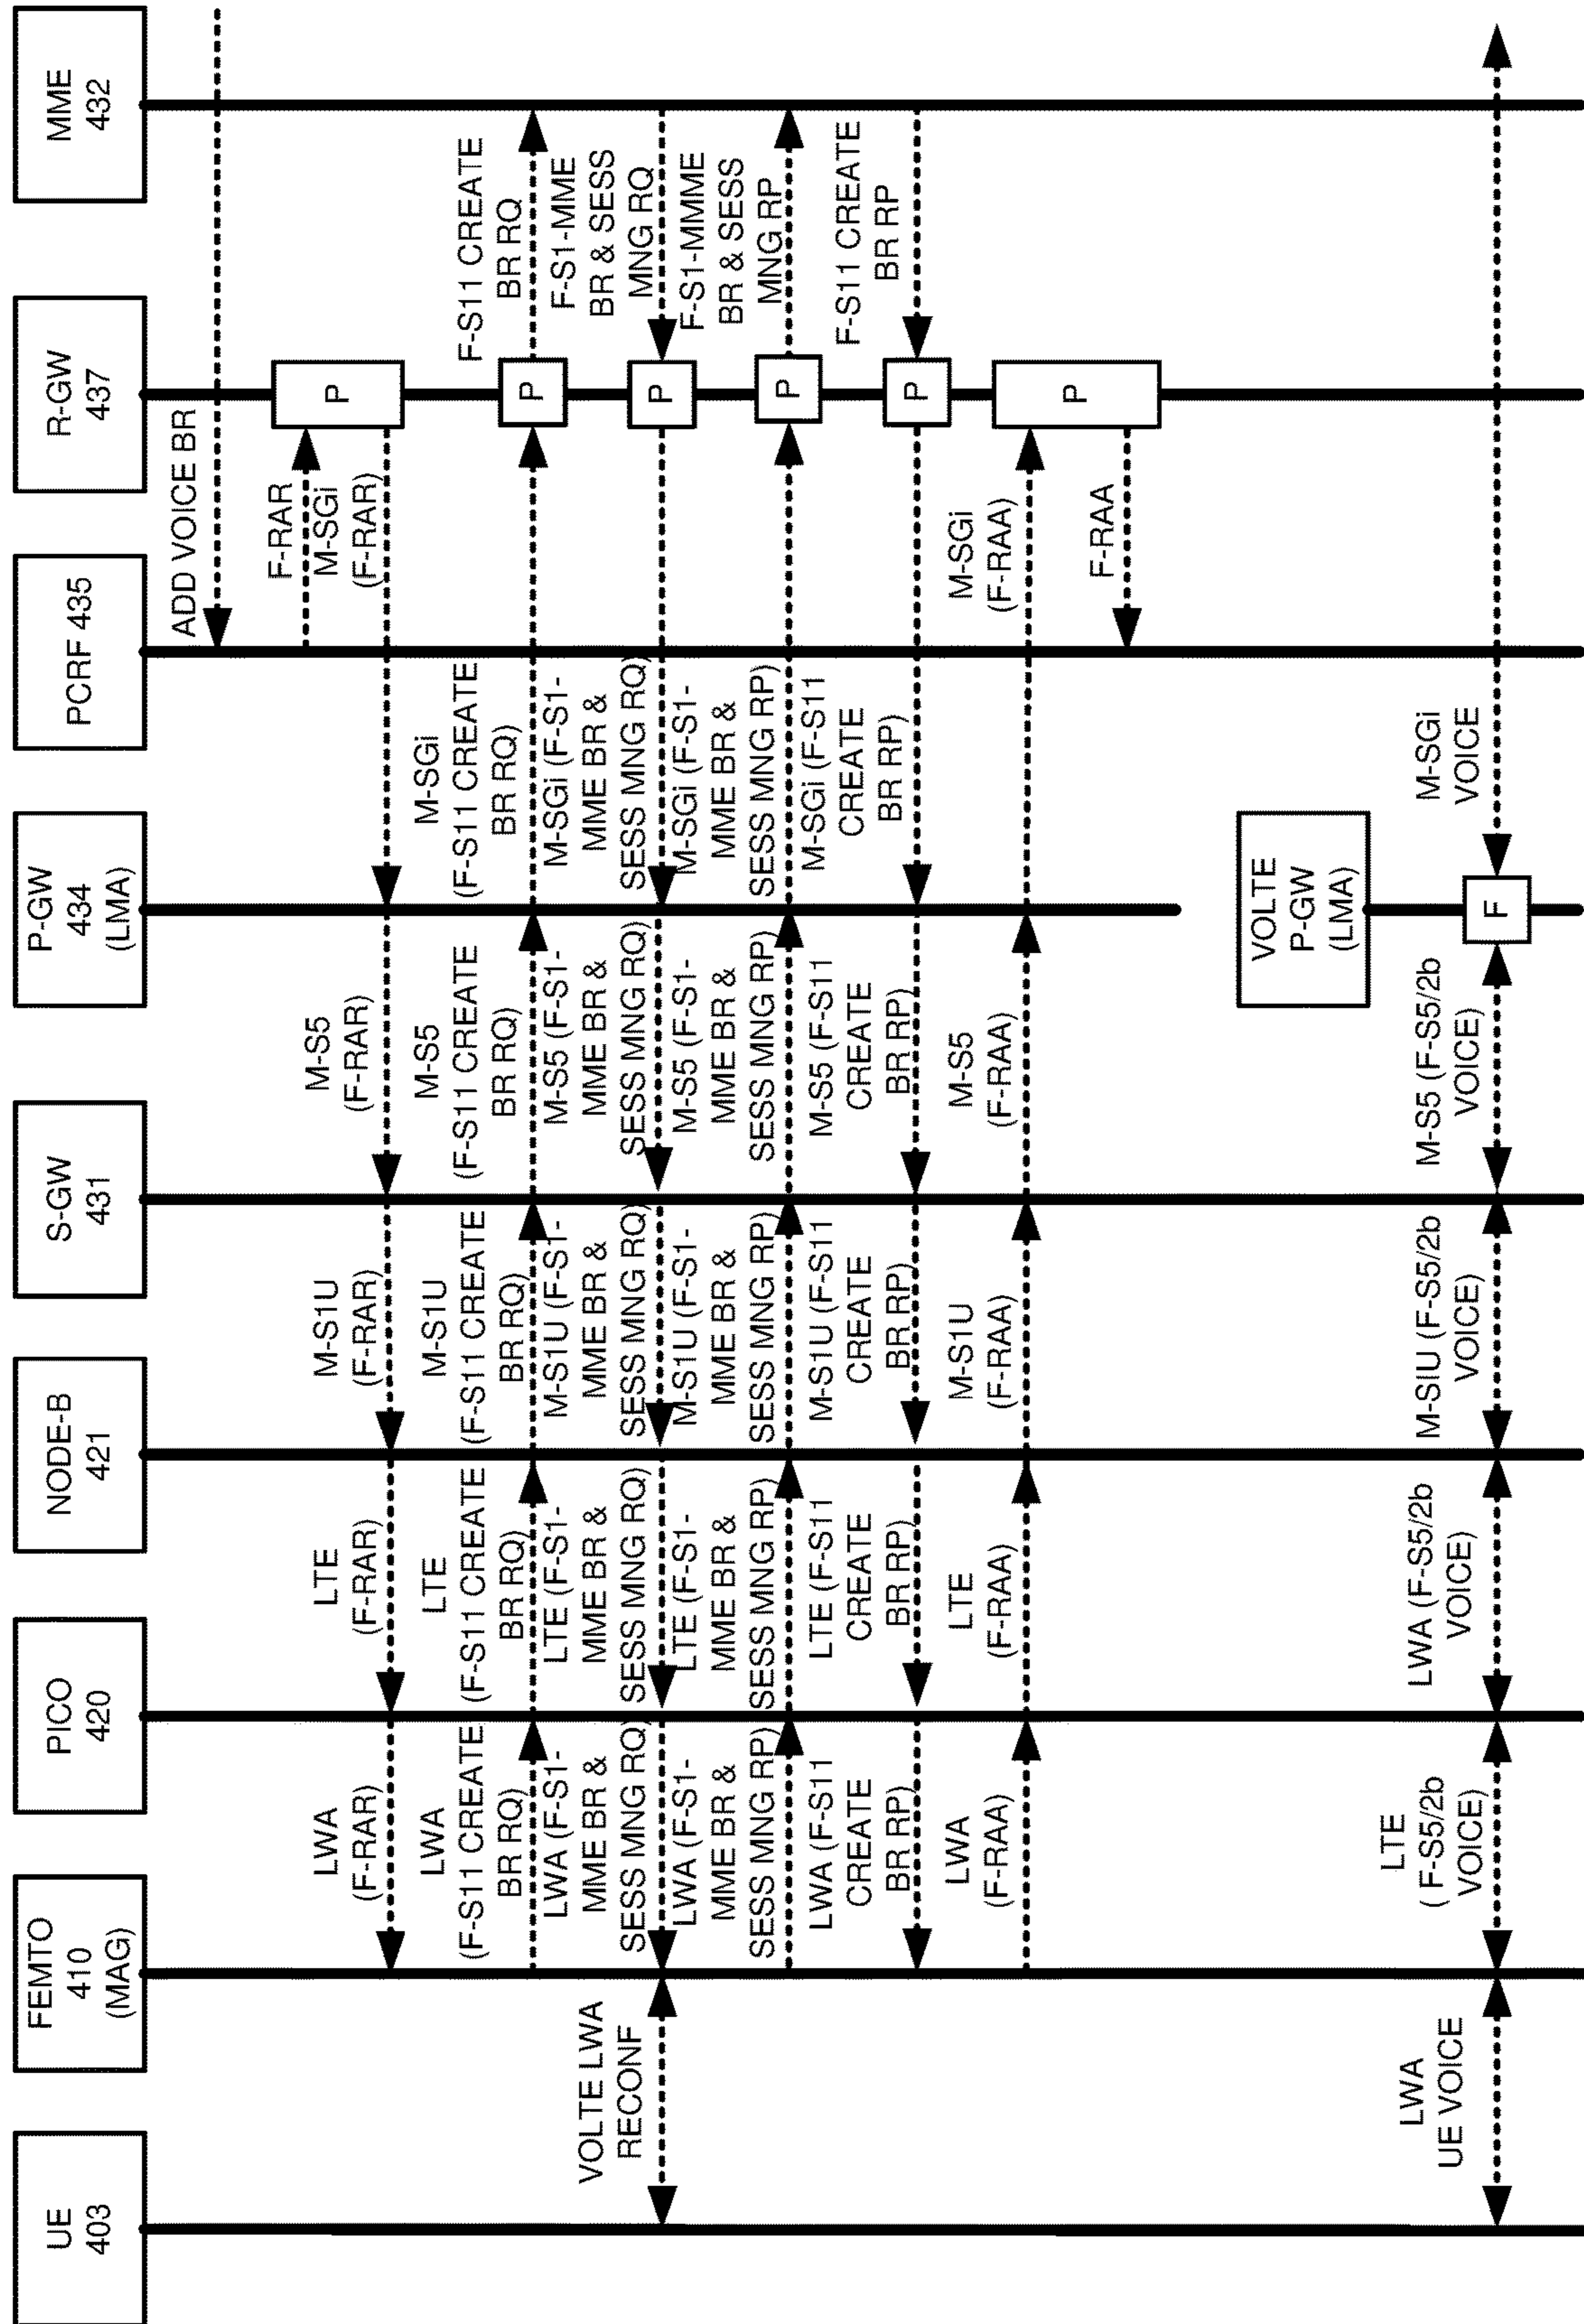 UE
403
FEMTO
410
(MAG)
PICO
420
NODE-B
421
S-GW
431
P-GW
434
(LMA)
PCRF 435
R-GW
437
MME
432
ADD VOICE BR
F-RAR
M-SGi
(F-RAR)
P
M-S5
(F-RAR)
M-S1U
(F-RAR)
LTE
(F-RAR)
LWA
(F-RAR)
LWA
(F-S11 CREATE
BR RQ)
LTE
(F-S11 CREATE
BR RQ)
M-S1U
(F-S11 CREATE
BR RQ)
M-S5
(F-S11 CREATE
BR RQ)
M-SGi
(F-S11 CREATE
BR RQ)
P
F-S11 CREATE
BR RQ
VOLTE LWA
RECONF
LWA (F-S1-
MME BR &
SESS MNG RQ)
LTE (F-S1-
MME BR &
SESS MNG RQ)
M-S1U (F-S1-
MME BR &
SESS MNG RQ)
M-S5 (F-S1-
MME BR &
SESS MNG RQ)
M-SGi (F-S1-
MME BR &
SESS MNG RQ)
P
F-S1-MME
BR & SESS
MNG RQ
LWA (F-S1-
MME BR &
SESS MNG RP)
LTE (F-S1-
MME BR &
SESS MNG RP)
M-S1U (F-S1-
MME BR &
SESS MNG RP)
M-S5 (F-S1-
MME BR &
SESS MNG RP)
M-SGi (F-S1-
MME BR &
SESS MNG RP)
P
F-S1-MMME
BR & SESS
MNG RP
LWA (F-S11
CREATE
BR RP)
LTE (F-S11
CREATE
BR RP)
M-S1U (F-S11
CREATE
BR RP)
M-S5 (F-S11
CREATE
BR RP)
M-SGi (F-S11
CREATE
BR RP)
P
F-S11 CREATE
BR RP
LWA
(F-RAA)
LTE
(F-RAA)
M-S1U
(F-RAA)
M-S5
(F-RAA)
M-SGi
(F-RAA)
P
F-RAA
VOLTE
P-GW
(LMA)
LWA
UE VOICE
LTE
( F-S5/2b
VOICE)
LWA (F-S5/2b
VOICE)
M-SIU (F-S5/2b
VOICE)
M-S5 (F-S5/2b
VOICE)
F
M-SGi
VOICE